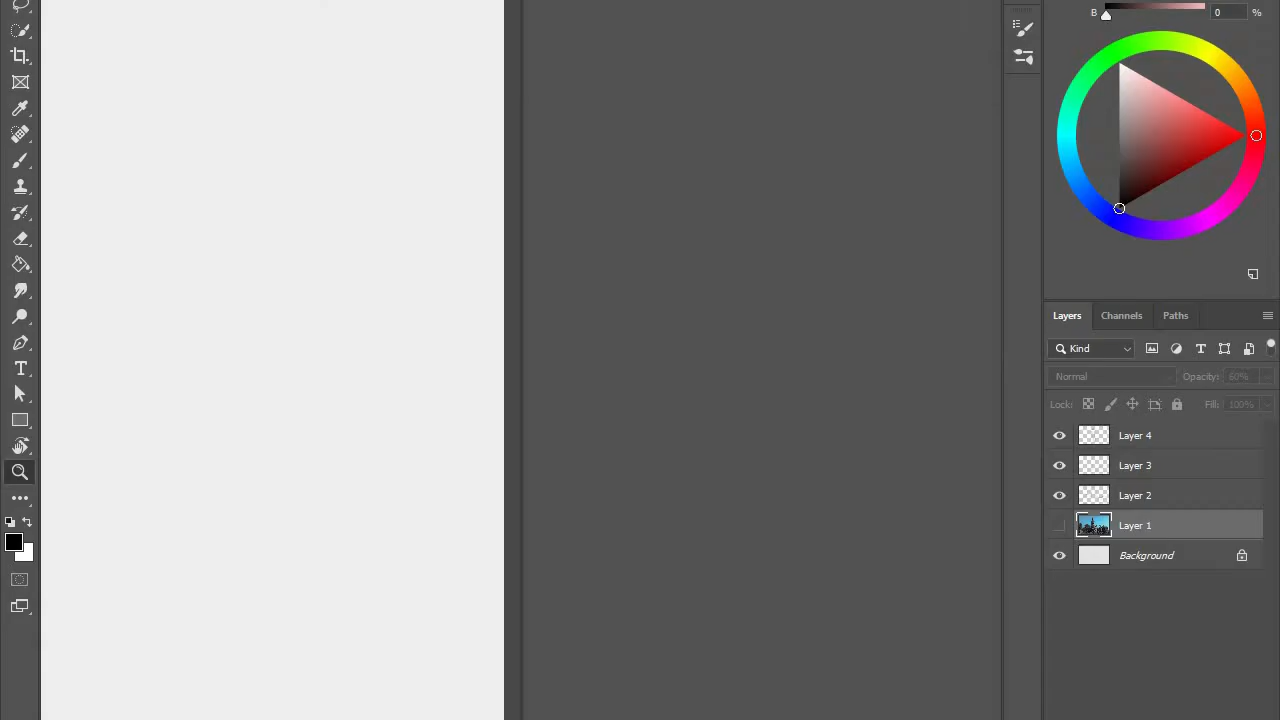 B 0 %
Layers Channels Paths
Kind
Normal Opacity: 60%
Lock: Fill: 100%
Layer 4
Layer 3
Layer 2
Layer 1
Background